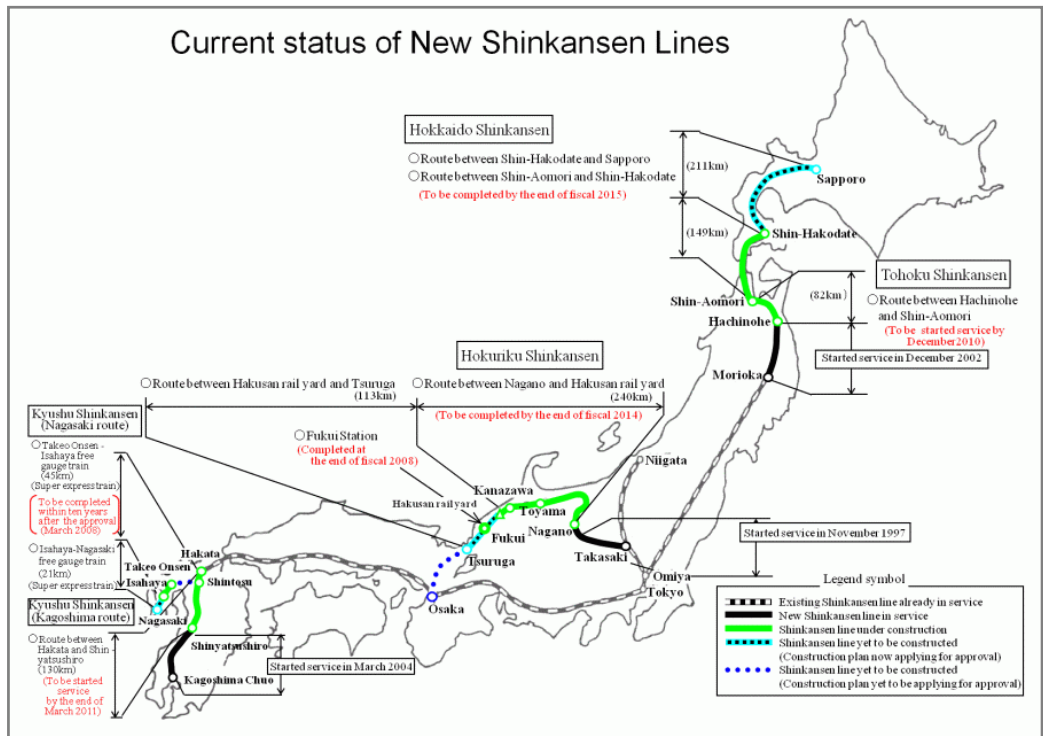 Current status of New Shinkansen Lines
Hokkaido Shinkansen
○Route between Shin-Hakodate and Sapporo
○Route between Shin-Aomori and Shin-Hakodate
(To be completed by the end of fiscal 2015)
(211km)
(149km)
Sapporo
Shin-Hakodate
Tohoku Shinkansen
(82km)
○Route between Hachinohe
and Shin-Aomori
(To be started service by
December2010)
Shin-Aomori
Hachinohe
Started service in December 2002
Morioka
Hokuriku Shinkansen
○Route between Hakusan rail yard and Tsuruga
(113km)
○Route between Nagano and Hakusan rail yard
(240km)
(To be completed by the end of fiscal 2014)
Kyushu Shinkansen
(Nagasaki route)
○Takeo Onsen -
Isahaya free
gauge train
(45km)
(Super express train)
(To be completed
within ten years
after the approval
(March 2008)
○Fukui Station
(Completed at
the end of fiscal 2008)
Hakusan rail yard
Kanazawa
Toyama
Niigata
Nagano
Fukui
Tsuruga
Takasaki
Started service in November 1997
Omiya
Tokyo
Osaka
○Isahaya-Nagasaki
free gauge train
(21km)
(Super express train)
Hakata
Takeo Onsen
Isahaya
Shintosu
Nagasaki
Kyushu Shinkansen
(Kagoshima route)
○Route between
Hakata and Shin -
yatsushiro
(130km)
(To be started
service
by the end of
March 2011)
Shinyatsushiro
Started service in March 2004
Kagoshima Chuo
Legend symbol
Existing Shinkansen line already in service
New Shinkansen line in service
Shinkansen line under construction
Shinkansen line yet to be constructed
(Construction plan now applying for approval)
Shinkansen line yet to be constructed
(Construction plan yet to be applying for approval)